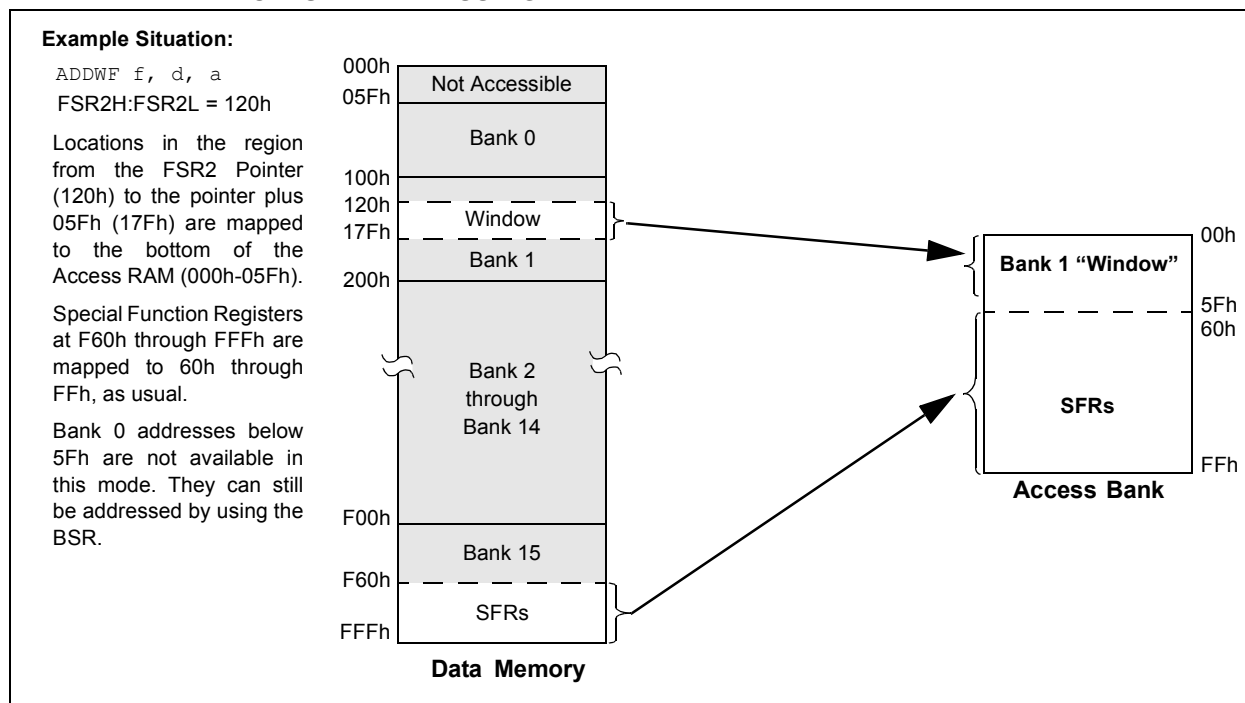 Example Situation:
ADDWF f, d, a
FSR2H:FSR2L = 120h
Locations in the region
from the FSR2 Pointer
(120h) to the pointer plus
05Fh (17Fh) are mapped
to the bottom of the
Access RAM (000h-05Fh).
Special Function Registers
at F60h through FFFh are
mapped to 60h through
FFh, as usual.
Bank 0 addresses below
5Fh are not available in
this mode. They can still
be addressed by using the
BSR.
000h
Not Accessible
05Fh
Bank 0
100h
120h
Window
17Fh
Bank 1
200h
Bank 2
through
Bank 14
F00h
Bank 15
F60h
SFRs
FFFh
Data Memory
00h
Bank 1 “Window”
5Fh
60h
SFRs
FFh
Access Bank